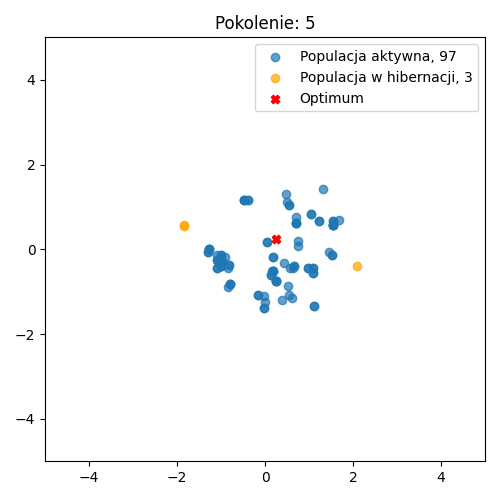 Pokolenie: 5
Populacja aktywna, 97
Populacja w hibernacji, 3
Optimum
4
2
0
−2
−4
−4 −2 0 2 4